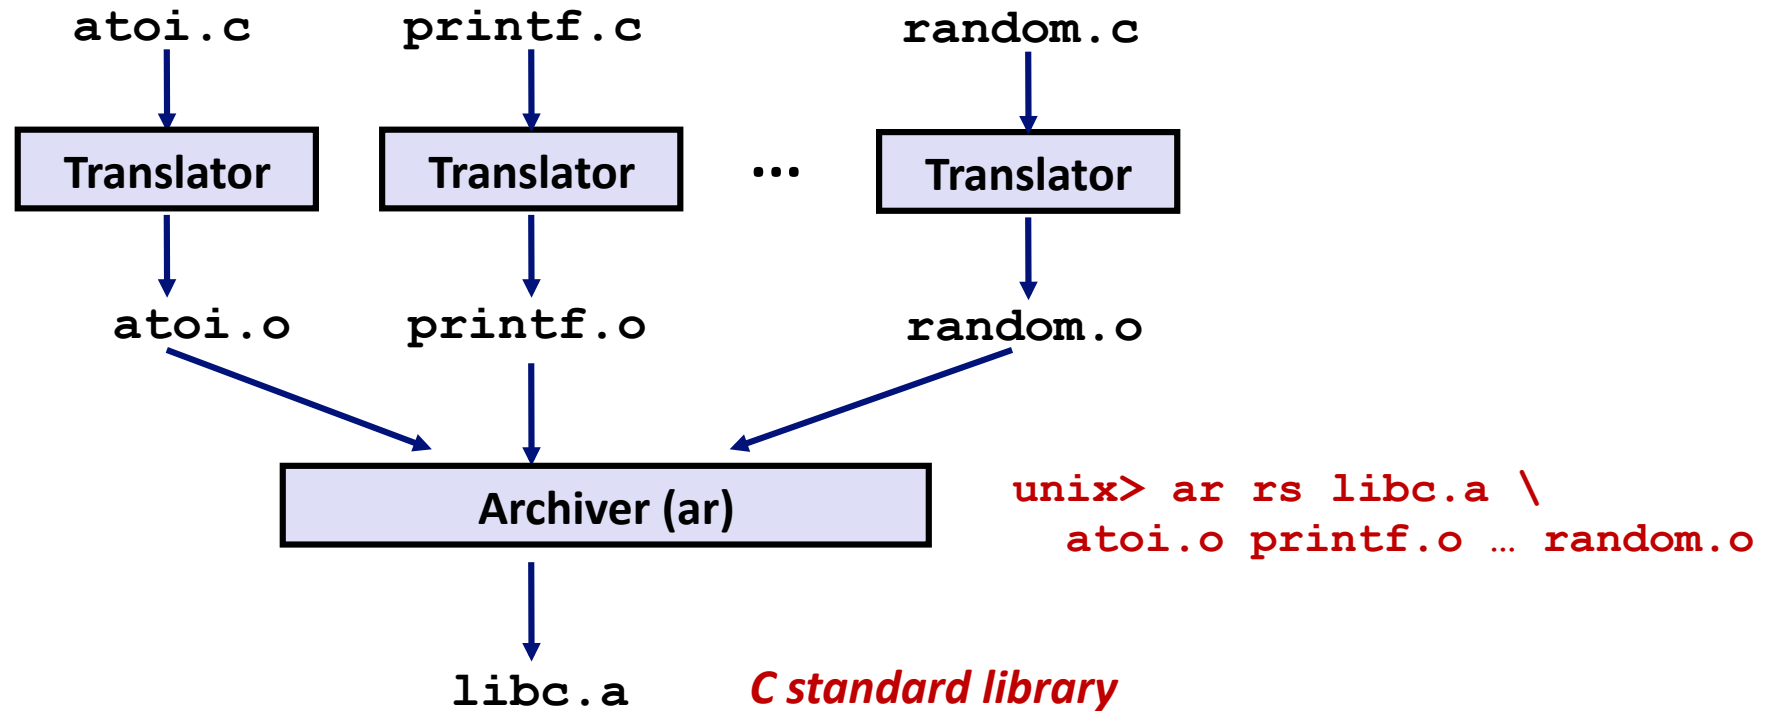 atoi.c printf.c random.c
Translator Translator ... Translator
atoi.o printf.o random.o
Archiver (ar)
unix> ar rs libc.a \
atoi.o printf.o … random.o
libc.a C standard library